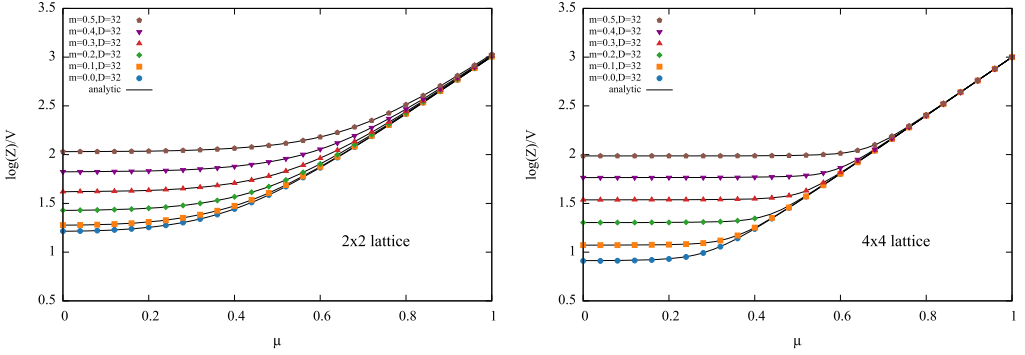 m=0.5,D=32
m=0.4,D=32
m=0.3,D=32
m=0.2,D=32
m=0.1,D=32
m=0.0,D=32
analytic
3.5
3
2.5
2
1.5
1
0.5
log(Z)/V
2x2 lattice
0 0.2 0.4 0.6 0.8 1
μ
m=0.5,D=32
m=0.4,D=32
m=0.3,D=32
m=0.2,D=32
m=0.1,D=32
m=0.0,D=32
analytic
3.5
3
2.5
2
1.5
1
0.5
log(Z)/V
4x4 lattice
0 0.2 0.4 0.6 0.8 1
μ